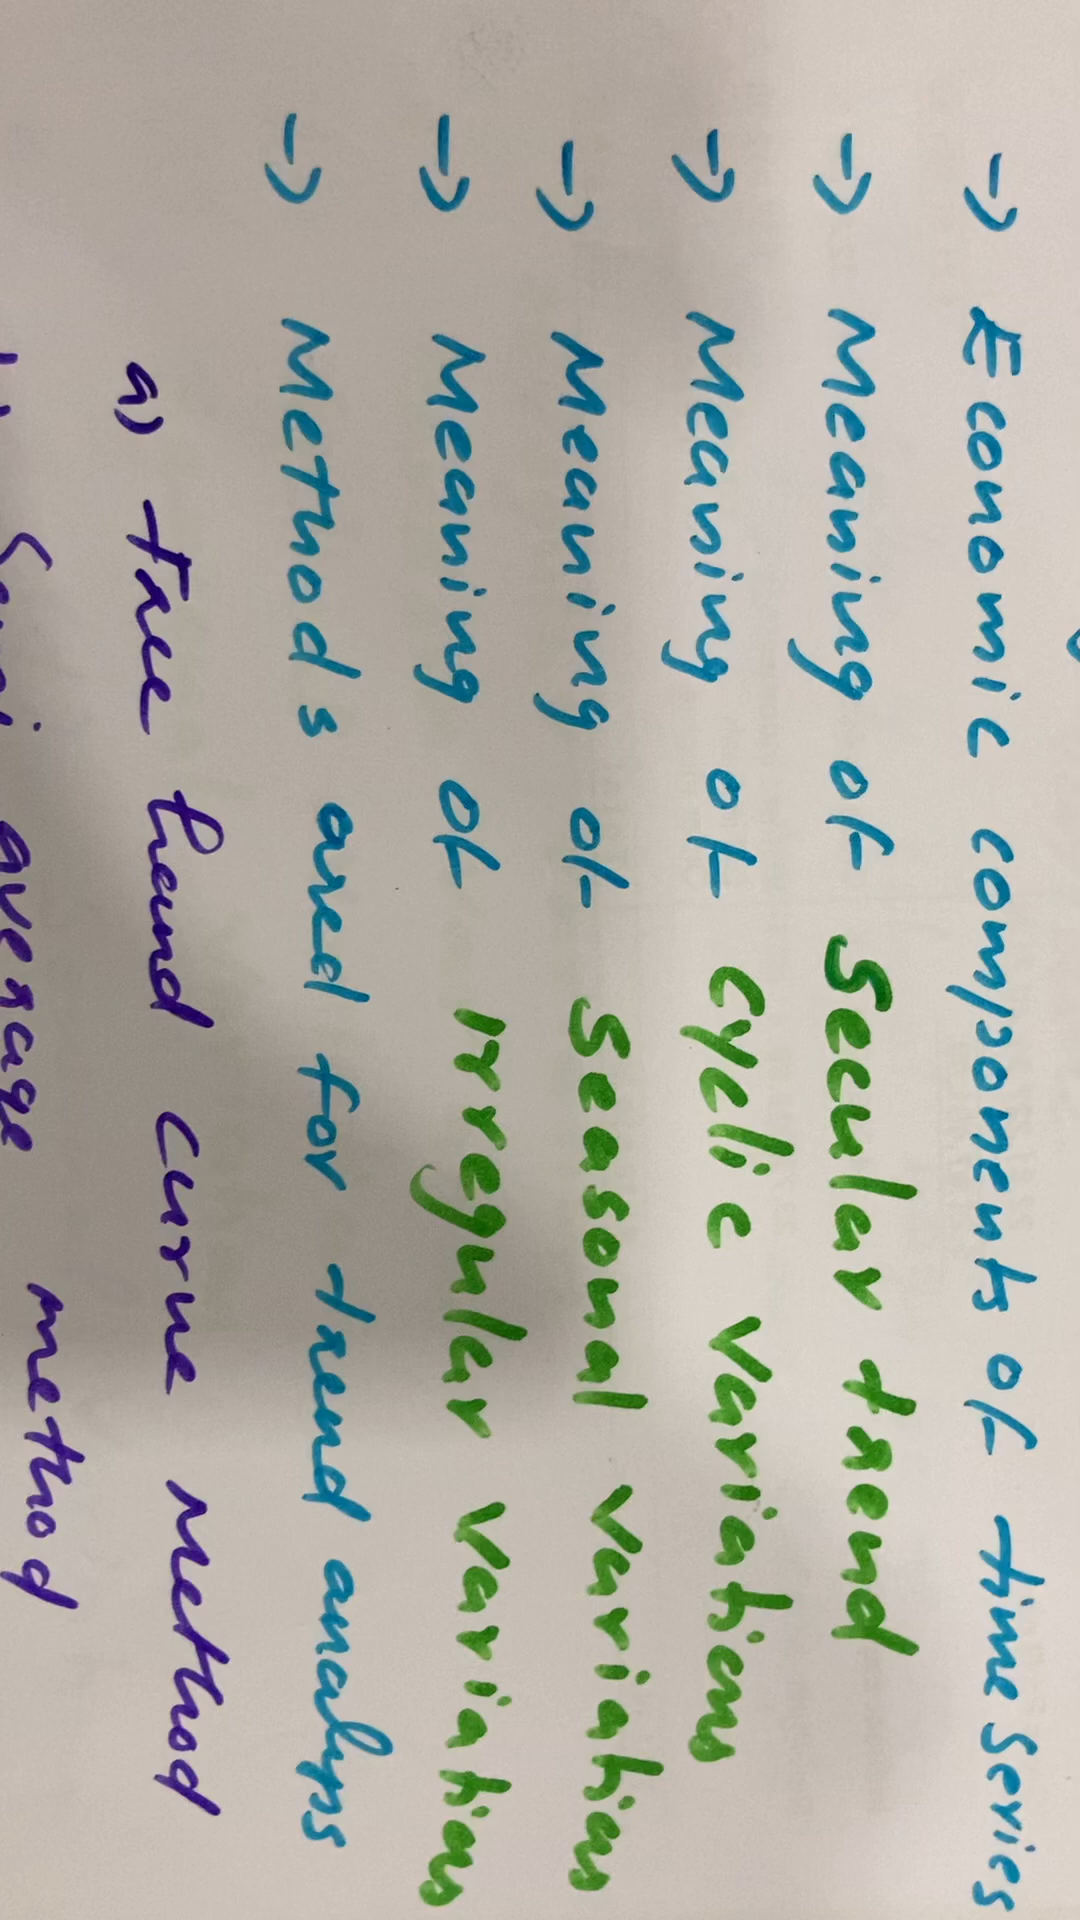 → Economic components of time series
→ Meaning of Secular trend
→ Meaning of cyclic variations
→ Meaning of seasonal variations
→ Meaning of irregular variations
→ Methods used for trend analysis
a) Free hand curve method
Semi average method